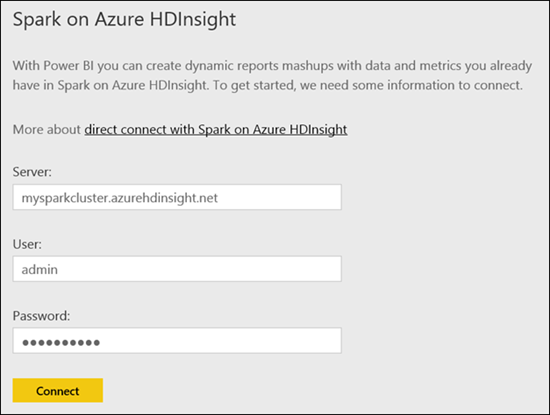 Spark on Azure HDInsight
With Power BI you can create dynamic reports mashups with data and metrics you already
have in Spark on Azure HDInsight. To get started, we need some information to connect.
More about direct connect with Spark on Azure HDInsight
Server:
mysparkcluster.azurehdinsight.net
User:
admin
Password:
●●●●●●●●●●
Connect